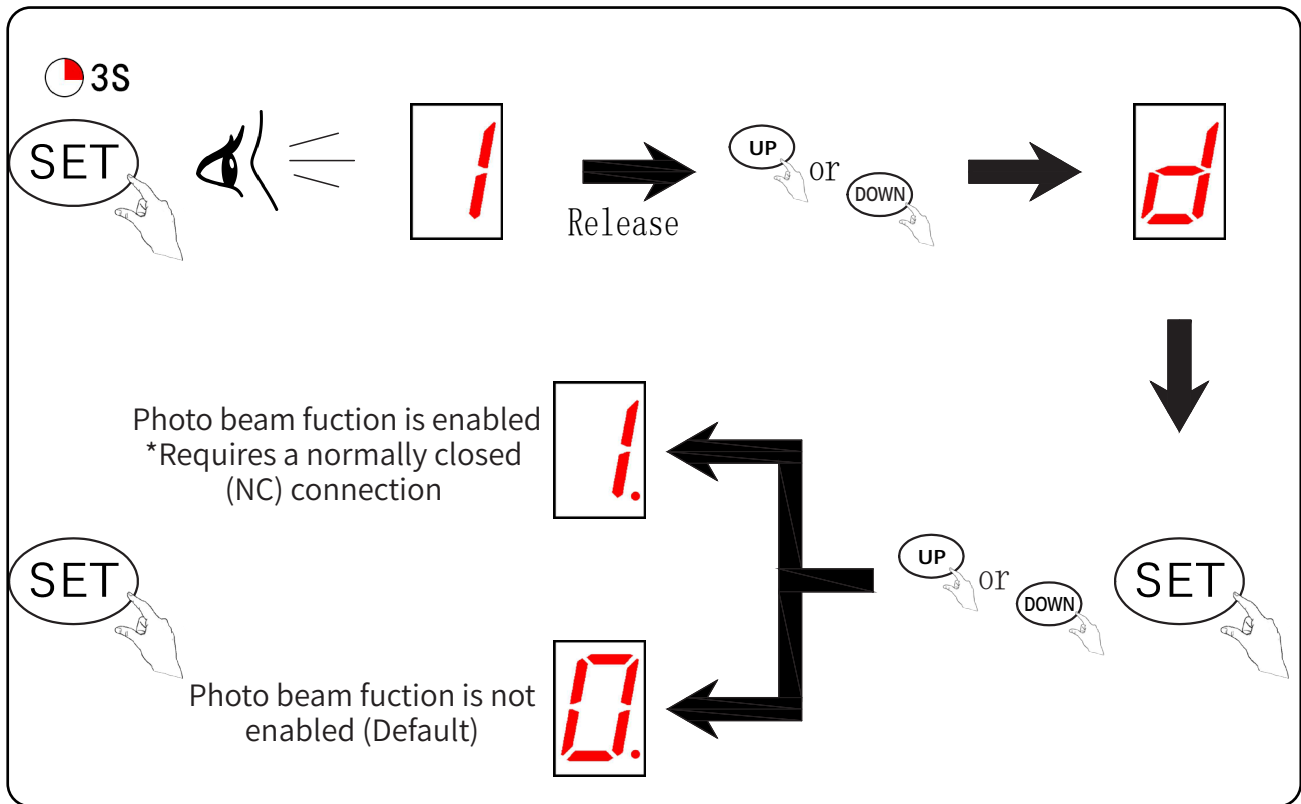 3S
SET
1
Release
UP
or
DOWN
d
Photo beam fuction is enabled
*Requires a normally closed
(NC) connection
1.
UP
or
DOWN
SET
SET
Photo beam fuction is not
enabled (Default)
0.